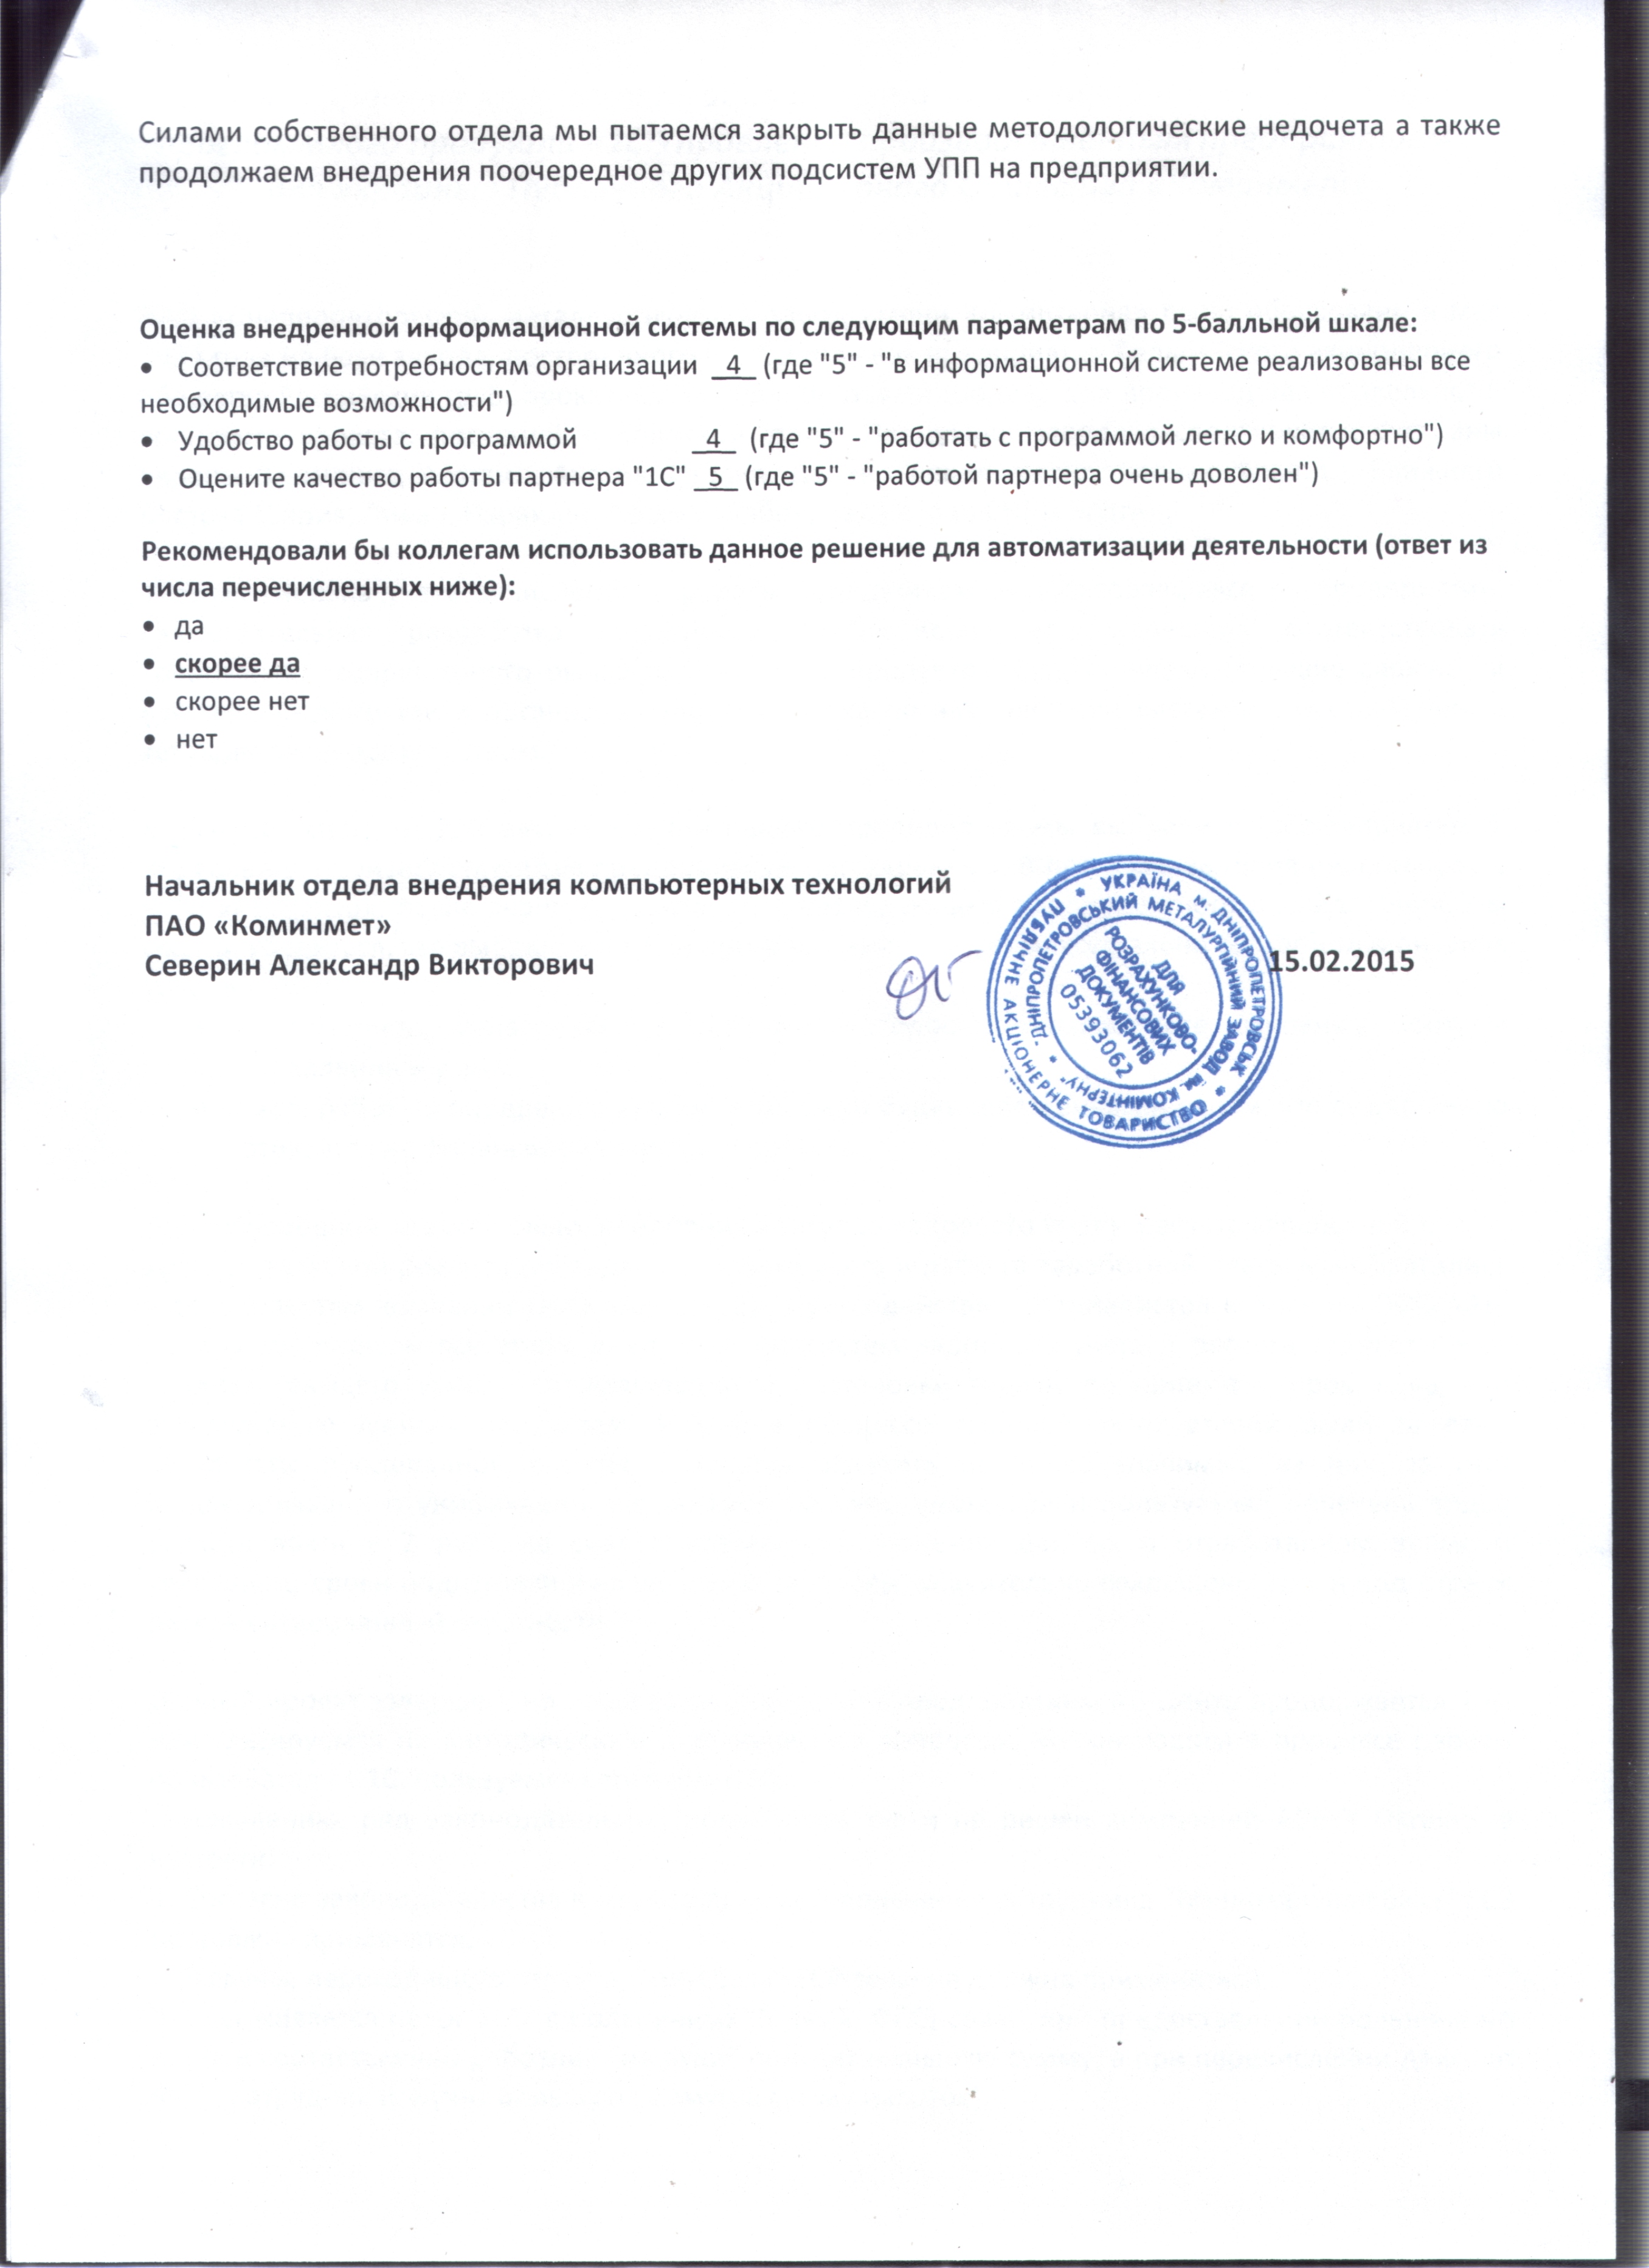 Силами собственного отдела мы пытаемся закрыть данные методологические недочета а также
продолжаем внедрения поочередное других подсистем УПП на предприятии.
Оценка внедренной информационной системы по следующим параметрам по 5-балльной шкале:
• Соответствие потребностям организации 4 (где "5" - "в информационной системе реализованы все
необходимые возможности")
• Удобство работы с программой 4 (где "5" - "работать с программой легко и комфортно")
• Оцените качество работы партнера "1С" 5 (где "5" - "работой партнера очень доволен")
Рекомендовали бы коллегам использовать данное решение для автоматизации деятельности (ответ из
числа перечисленных ниже):
• да
• скорее да
• скорее нет
• нет
Начальник отдела внедрения компьютерных технологий
ПАО «Коминмет»
Северин Александр Викторович
15.02.2015
УКРАЇНА м. ДНІПРОПЕТРОВСЬК • ПУБЛІЧНЕ АКЦІОНЕРНЕ ТОВАРИСТВО
"ДНІПРОПЕТРОВСЬКИЙ МЕТАЛУРГІЙНИЙ ЗАВОД ім. КОМІНТЕРНУ"
ДЛЯ
РОЗРАХУНКОВО-
ФІНАНСОВИХ
ДОКУМЕНТІВ
05393062